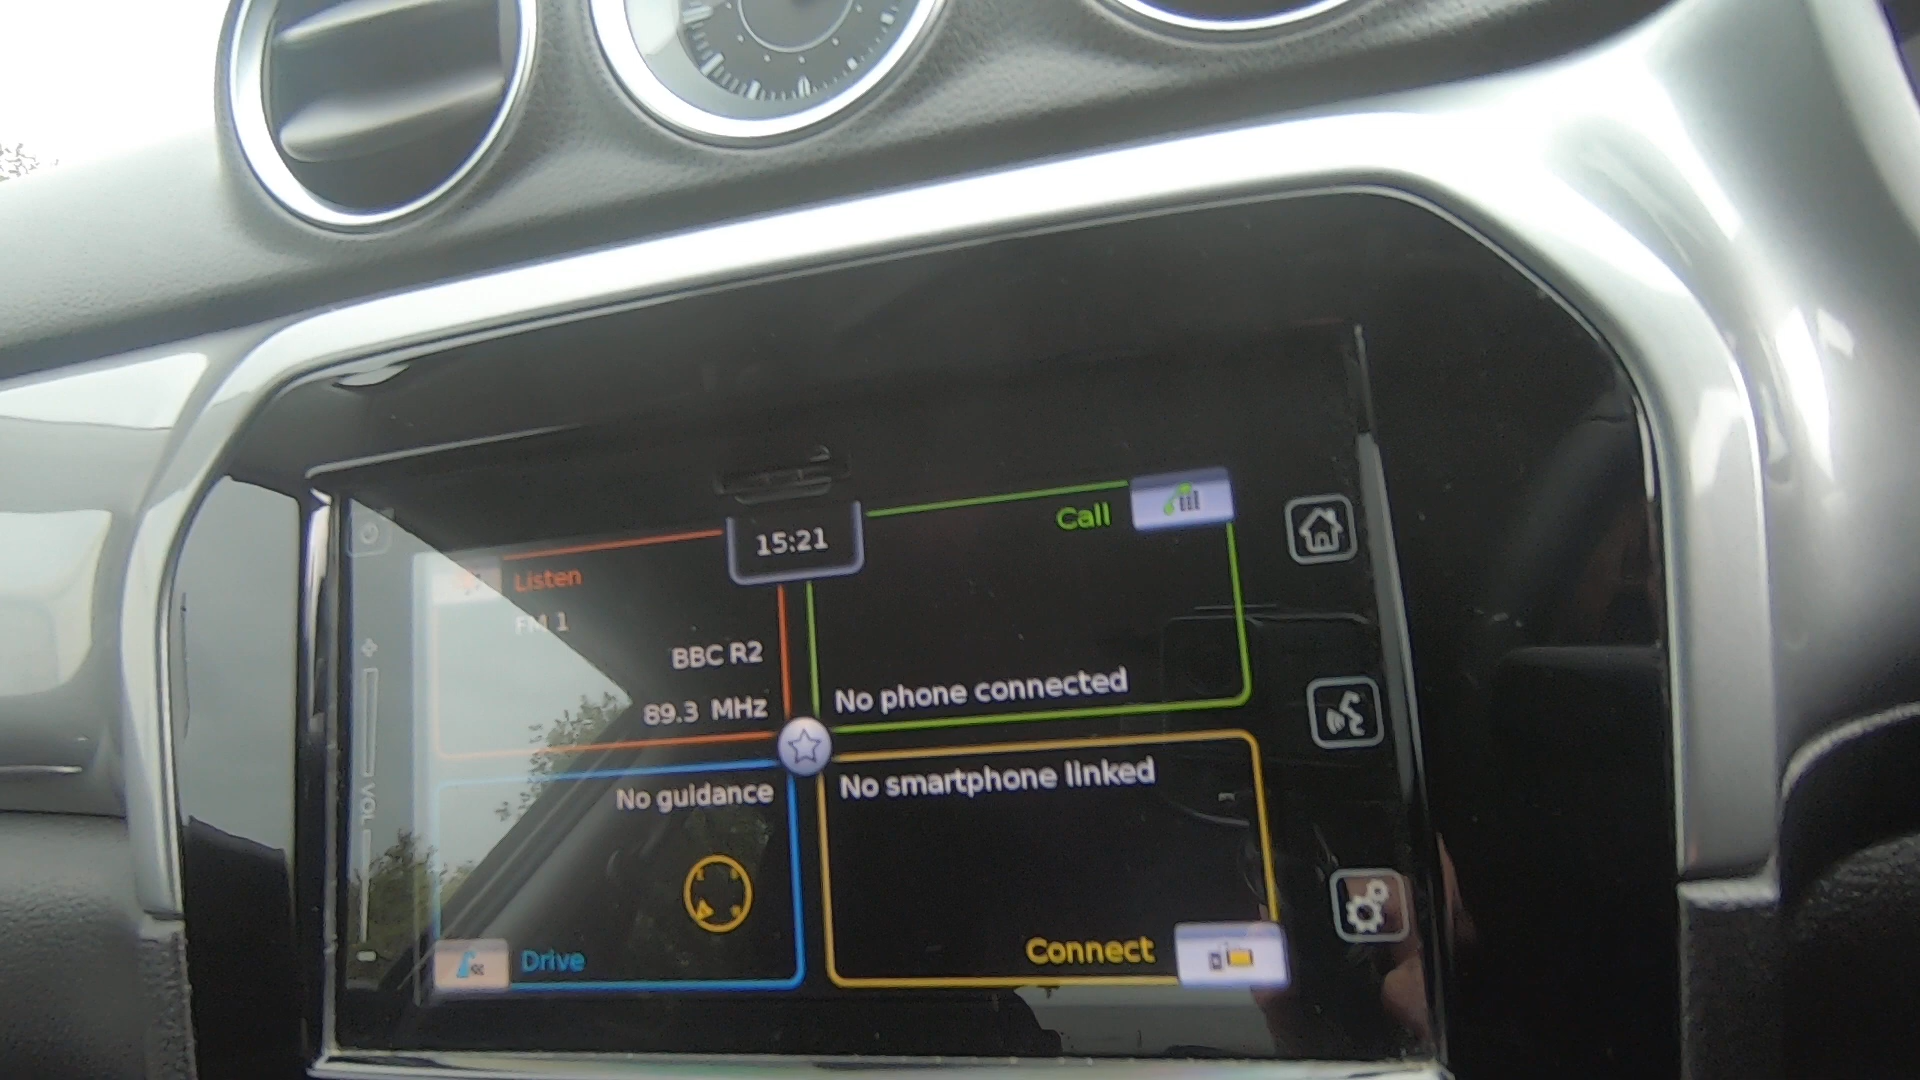 15:21
Listen
FM 1
BBC R2
89.3 MHz
Call
No phone connected
No guidance
Drive
No smartphone linked
Connect
VOL